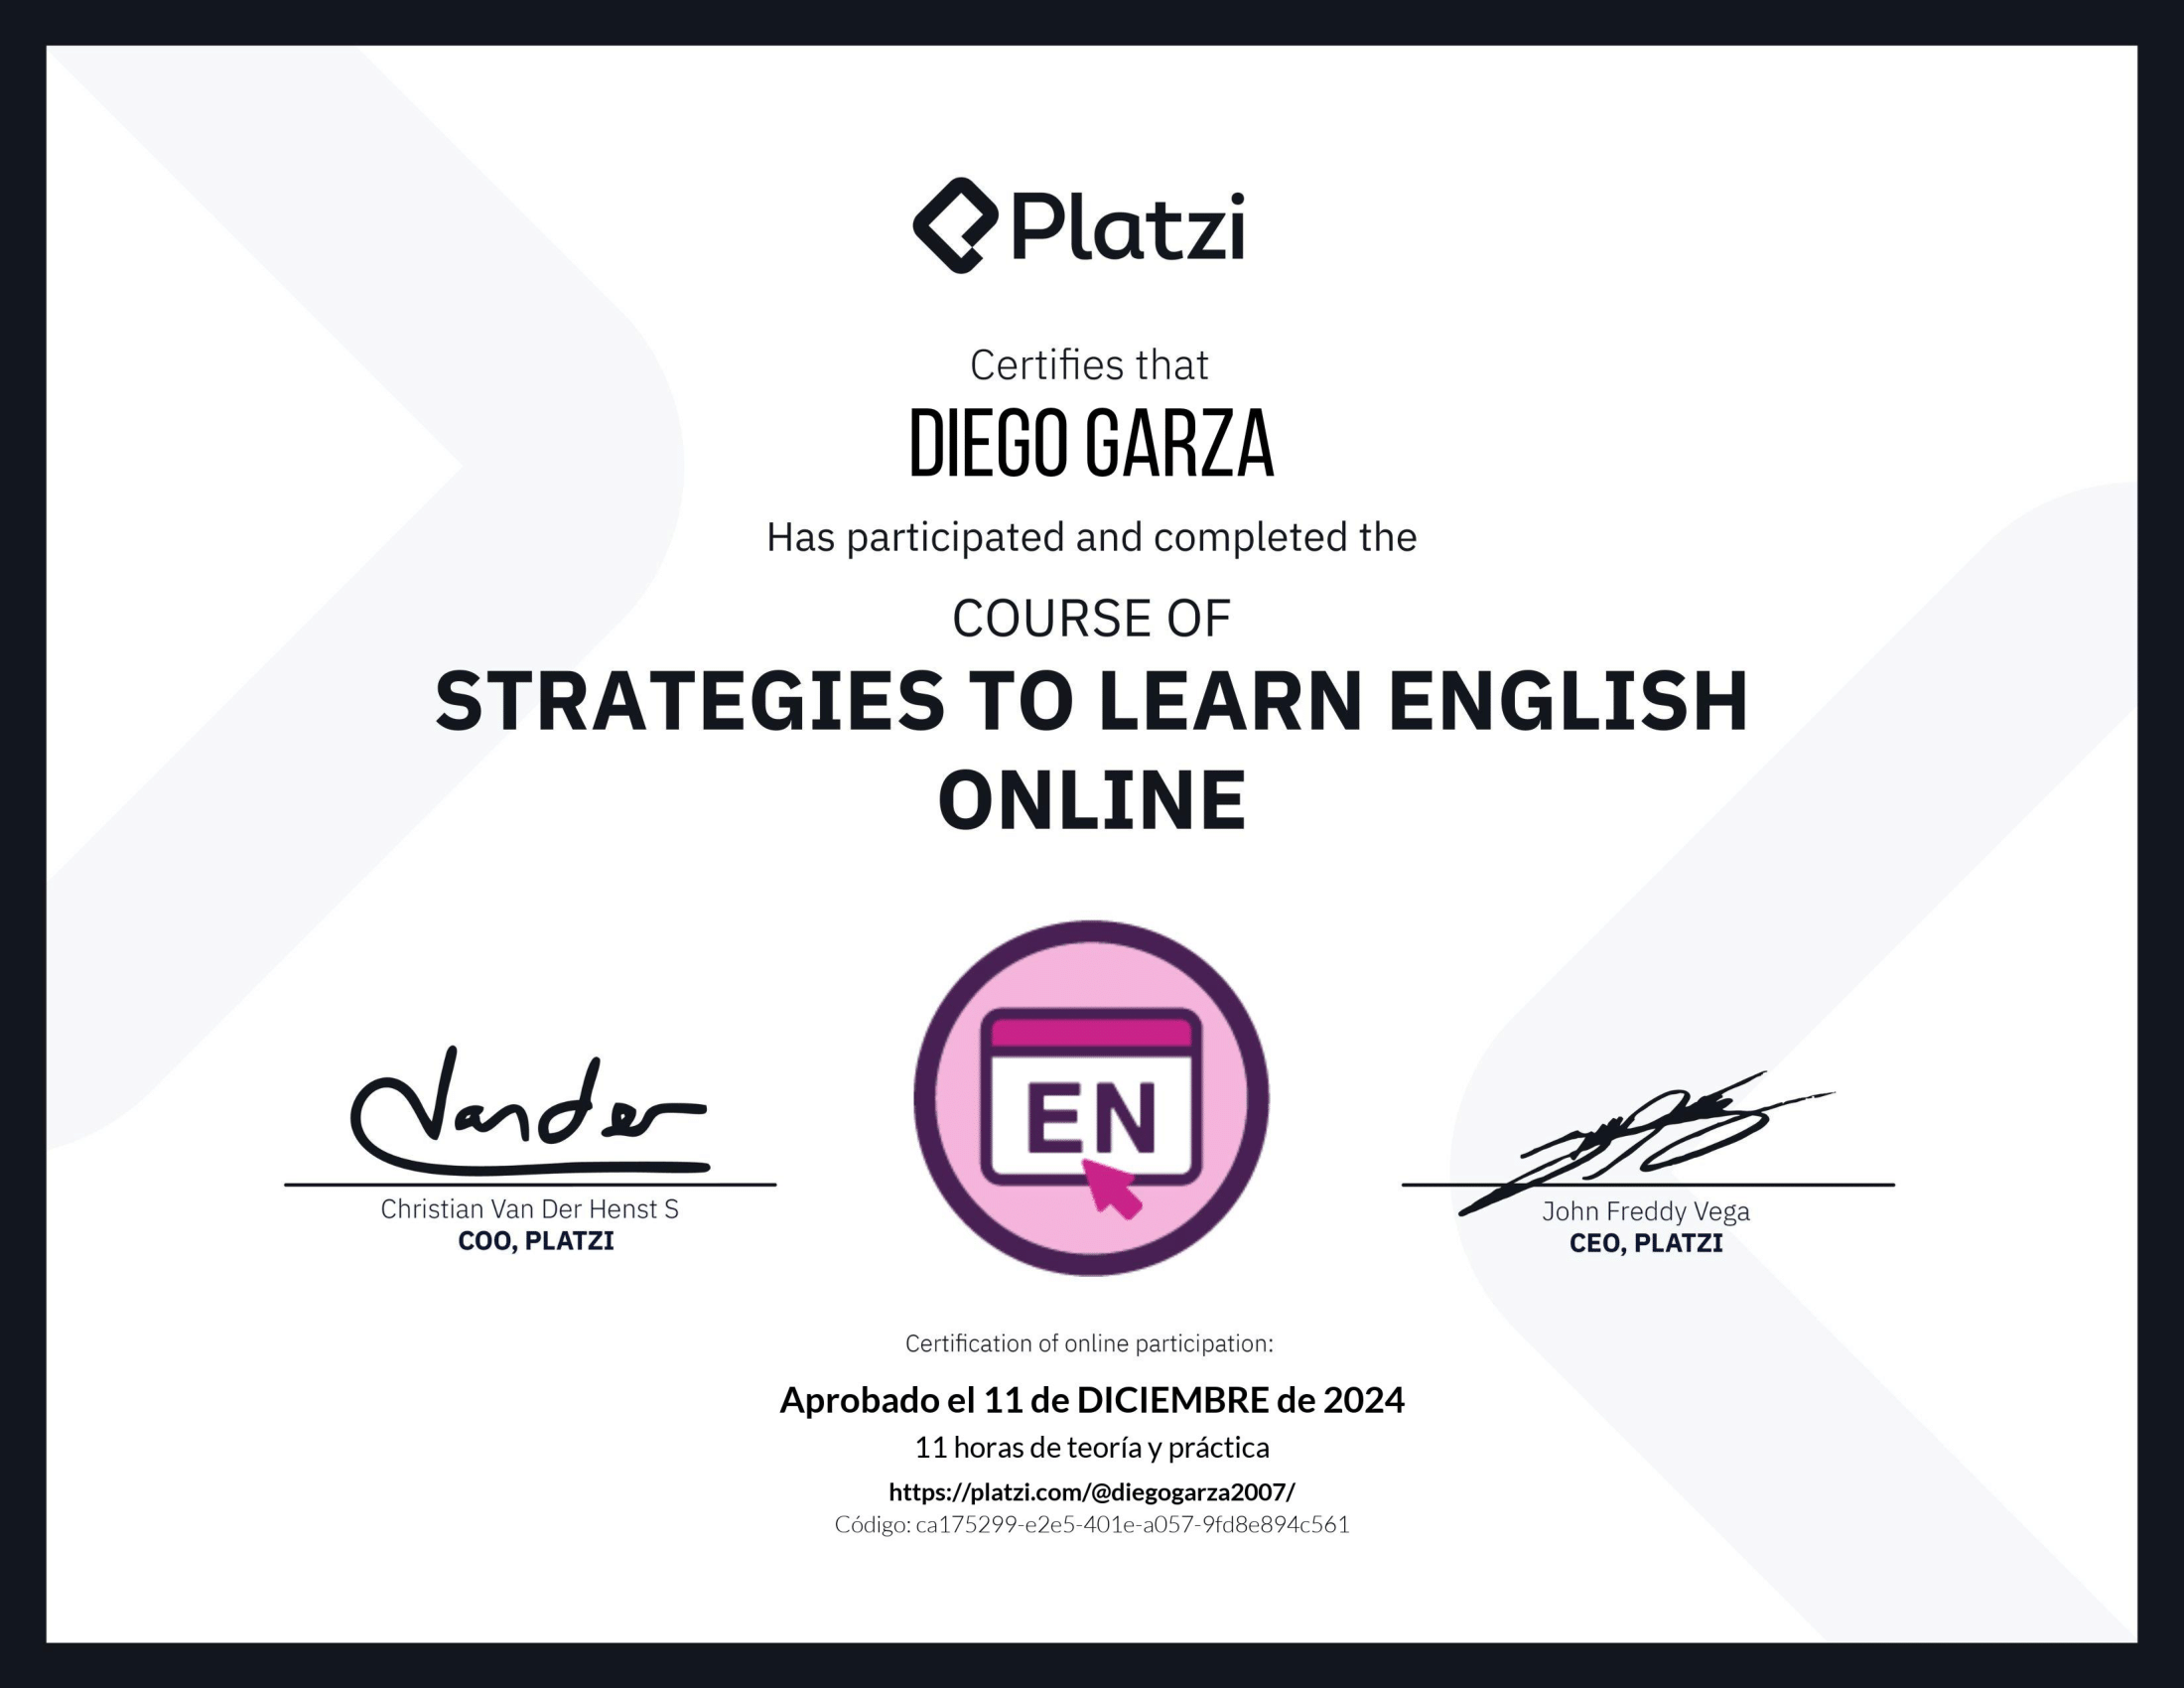 Platzi
Certifies that
DIEGO GARZA
Has participated and completed the
COURSE OF
STRATEGIES TO LEARN ENGLISH
ONLINE
EN
Vander
Christian Van Der Henst S
COO, PLATZI
John Freddy Vega
CEO, PLATZI
Certification of online participation:
Aprobado el 11 de DICIEMBRE de 2024
11 horas de teoría y práctica
https://platzi.com/@diegogarza2007/
Código: ca175299-e2e5-401e-a057-9fd8e894c561